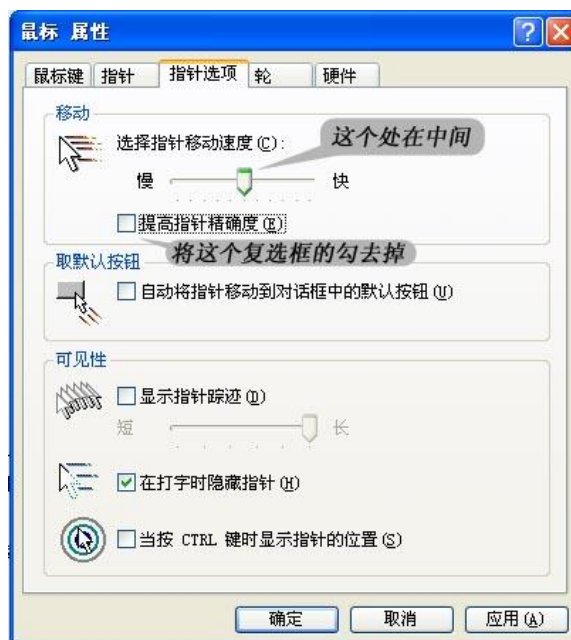 鼠标 属性
鼠标键 指针 指针选项 轮 硬件
移动
选择指针移动速度(C):
这个处在中间
慢 快
提高指针精确度(E)
将这个复选框的勾去掉
取默认按钮
自动将指针移动到对话框中的默认按钮(U)
可见性
显示指针踪迹(D)
短 长
在打字时隐藏指针(H)
当按 CTRL 键时显示指针的位置(S)
确定 取消 应用(A)